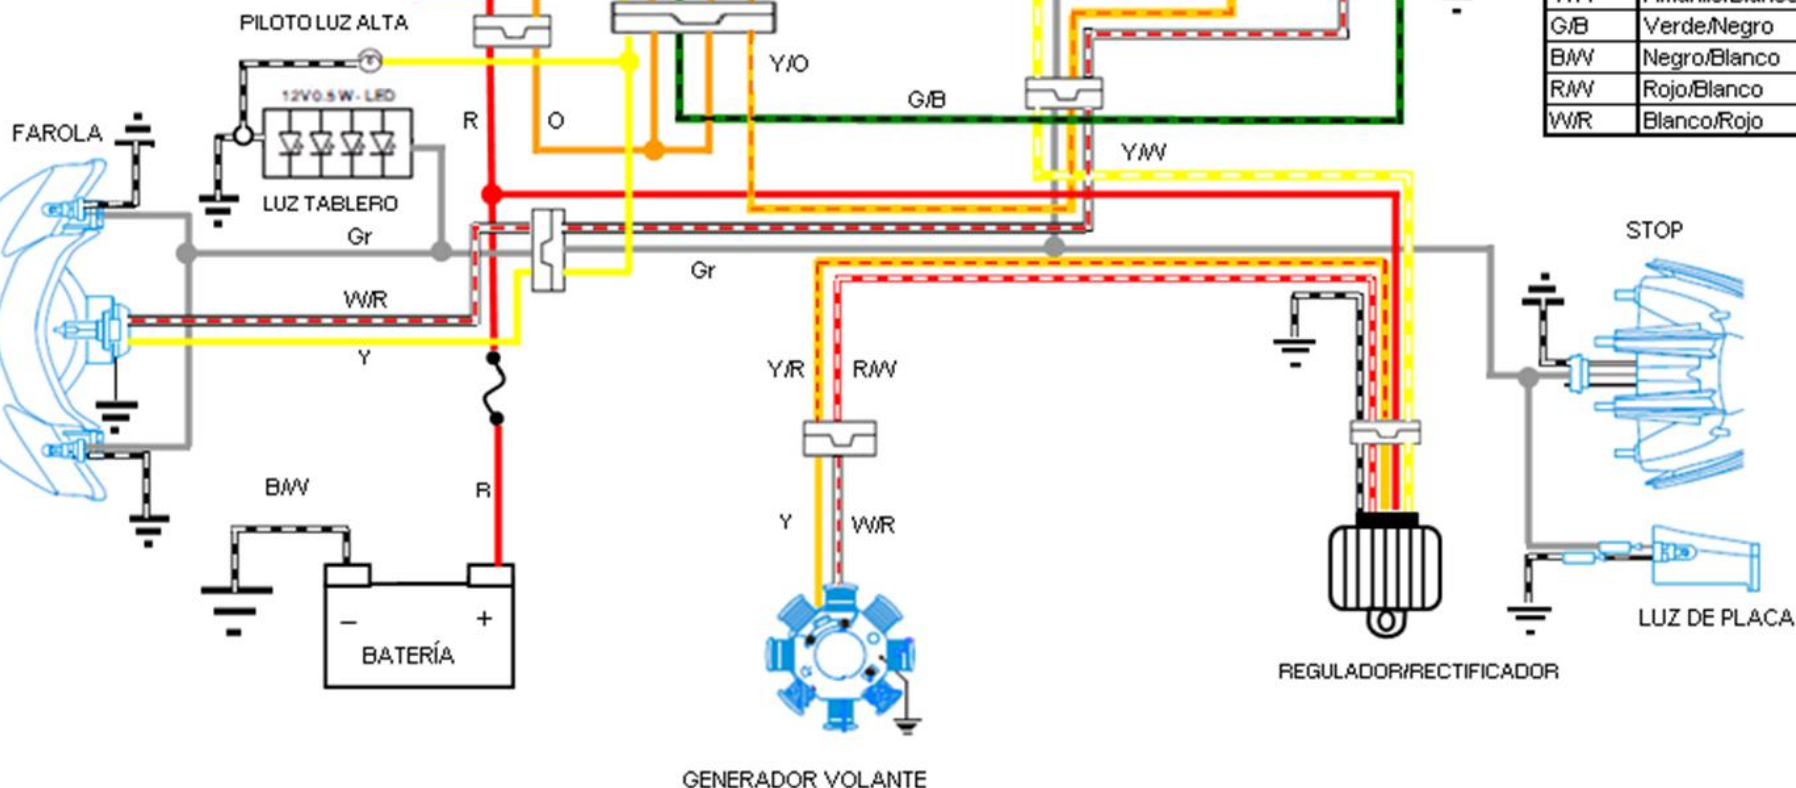 PILOTO LUZ ALTA
G/B Verde/Negro
B/W Negro/Blanco
R/W Rojo/Blanco
W/R Blanco/Rojo
Y/O
12V0.5W-LED
G/B
FAROLA
R
O
Y/W
LUZ TABLERO
STOP
Gr
Gr
W/R
Y
Y/R
R/W
B/W
R
Y
W/R
LUZ DE PLACA
– +
BATERÍA
REGULADOR/RECTIFICADOR
GENERADOR VOLANTE